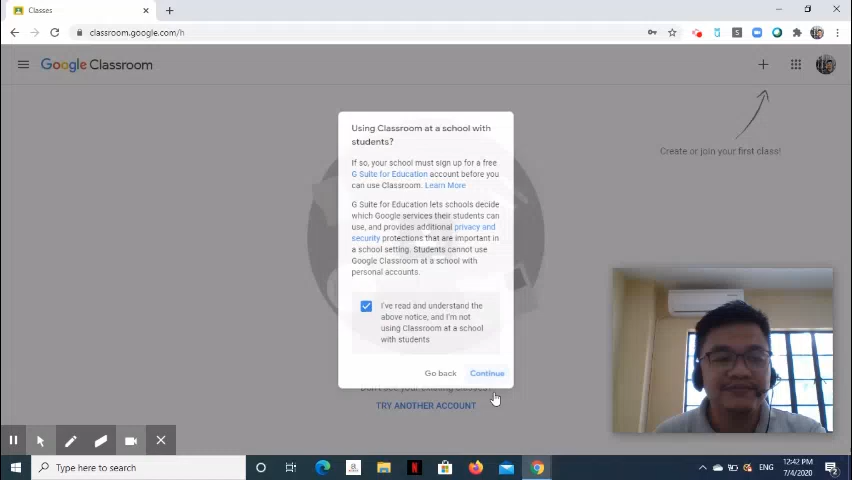 Classes
classroom.google.com/h
Google Classroom
Create or join your first class!
Using Classroom at a school with
students?
If so, your school must sign up for a free
G Suite for Education account before you
can use Classroom. Learn More
G Suite for Education lets schools decide
which Google services their students can
use, and provides additional privacy and
security protections that are important in
a school setting. Students cannot use
Google Classroom at a school with
personal accounts.
I've read and understand the
above notice, and I'm not
using Classroom at a school
with students
Go back Continue
Don't see your existing classes?
TRY ANOTHER ACCOUNT
Type here to search
ENG
12:42 PM
7/4/2020